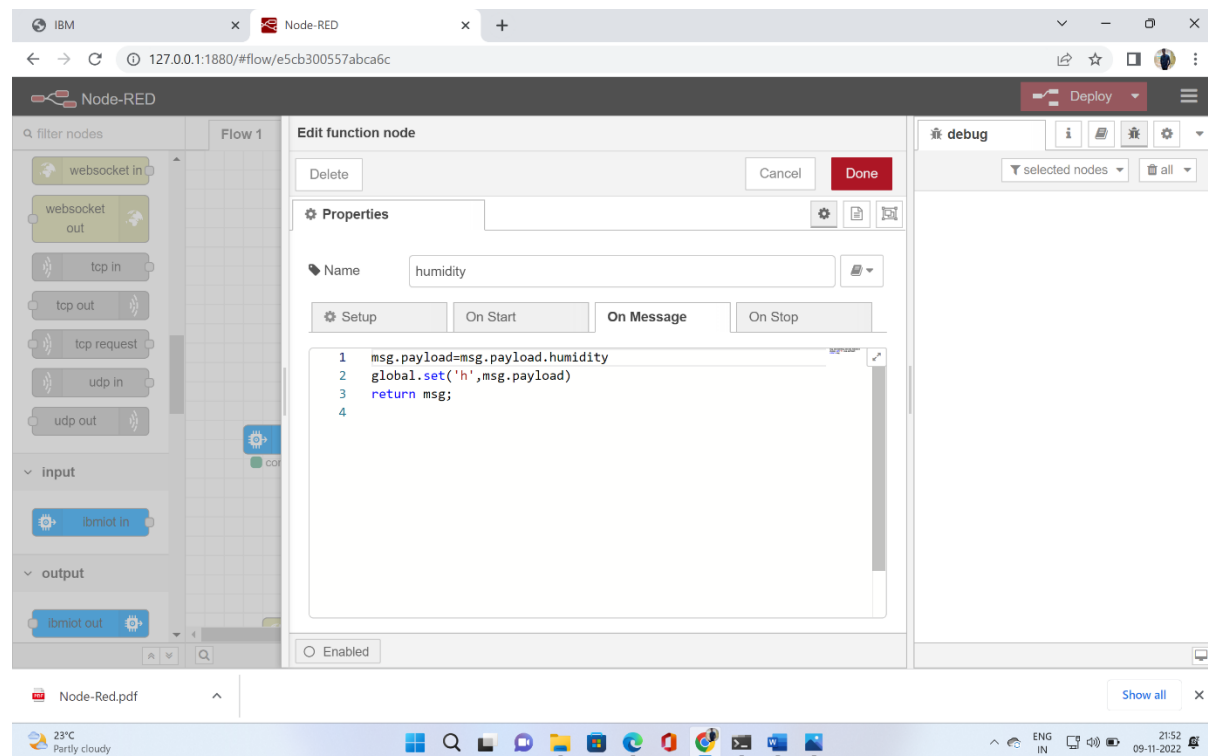 IBM
Node-RED
127.0.0.1:1880/#flow/e5cb300557abca6c
Node-RED
Deploy
filter nodes
Flow 1
Edit function node
debug
i
websocket in
Delete
Cancel
Done
selected nodes
all
websocket
out
Properties
tcp in
Name
humidity
tcp out
Setup
On Start
On Message
On Stop
tcp request
1 msg.payload=msg.payload.humidity
2 global.set('h',msg.payload)
3 return msg;
4
udp in
udp out
con
input
ibmiot in
output
ibmiot out
Enabled
Node-Red.pdf
Show all
23°C
Partly cloudy
ENG
IN
21:52
09-11-2022